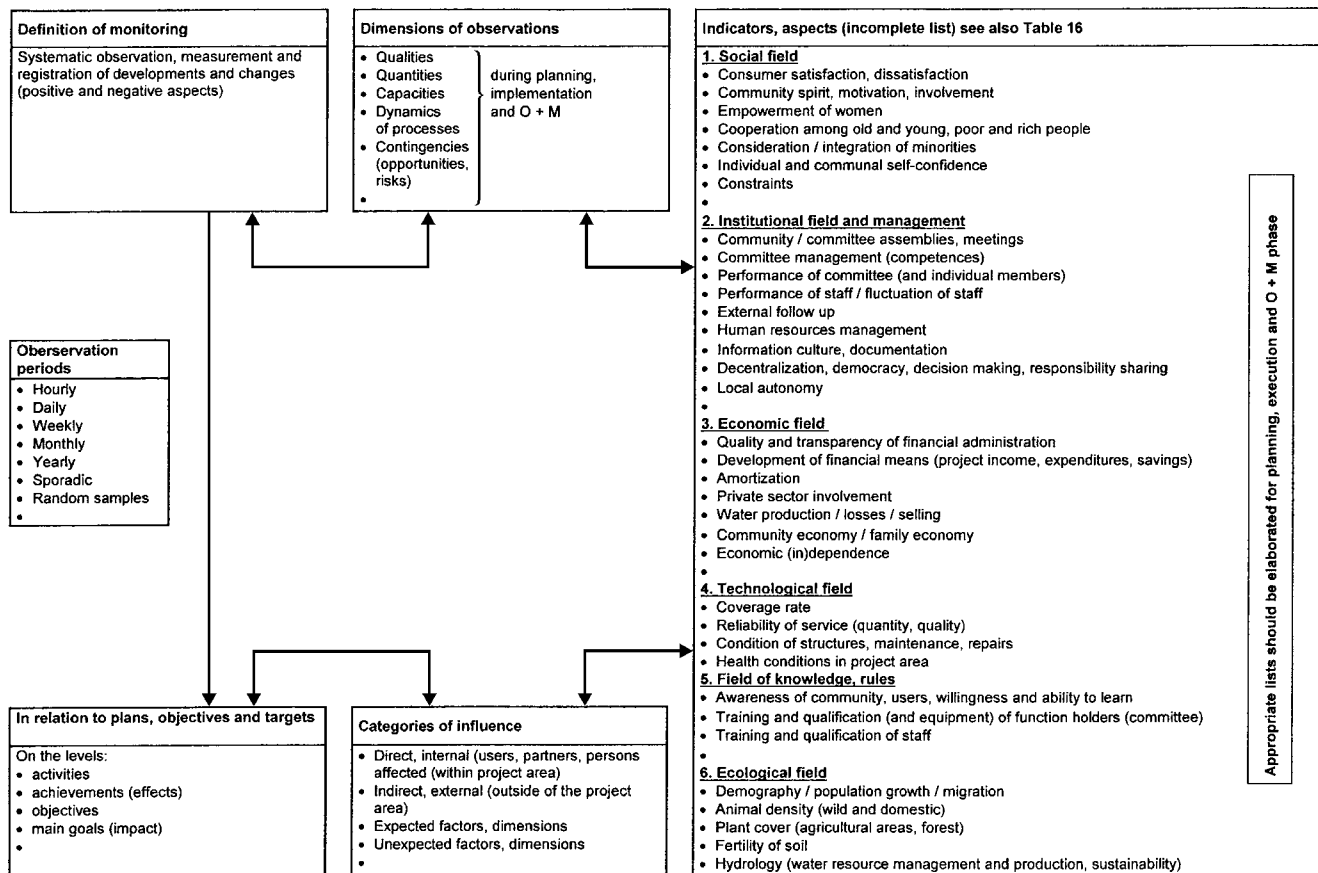 Definition of monitoring
Systematic observation, measurement and
registration of developments and changes
(positive and negative aspects)
Dimensions of observations
• Qualities
• Quantities
• Capacities
• Dynamics
of processes
• Contingencies
(opportunities,
risks)
•
during planning,
implementation
and O + M
Indicators, aspects (incomplete list) see also Table 16
1. Social field
• Consumer satisfaction, dissatisfaction
• Community spirit, motivation, involvement
• Empowerment of women
• Cooperation among old and young, poor and rich people
• Consideration / integration of minorities
• Individual and communal self-confidence
• Constraints
•
2. Institutional field and management
• Community / committee assemblies, meetings
• Committee management (competences)
• Performance of committee (and individual members)
• Performance of staff / fluctuation of staff
• External follow up
• Human resources management
• Information culture, documentation
• Decentralization, democracy, decision making, responsibility sharing
• Local autonomy
•
3. Economic field
• Quality and transparency of financial administration
• Development of financial means (project income, expenditures, savings)
• Amortization
• Private sector involvement
• Water production / losses / selling
• Community economy / family economy
• Economic (in)dependence
•
4. Technological field
• Coverage rate
• Reliability of service (quantity, quality)
• Condition of structures, maintenance, repairs
• Health conditions in project area
5. Field of knowledge, rules
• Awareness of community, users, willingness and ability to learn
• Training and qualification (and equipment) of function holders (committee)
• Training and qualification of staff
•
6. Ecological field
• Demography / population growth / migration
• Animal density (wild and domestic)
• Plant cover (agricultural areas, forest)
• Fertility of soil
• Hydrology (water resource management and production, sustainability)
Appropriate lists should be elaborated for planning, execution and O + M phase
Oberservation
periods
• Hourly
• Daily
• Weekly
• Monthly
• Yearly
• Sporadic
• Random samples
•
In relation to plans, objectives and targets
On the levels:
• activities
• achievements (effects)
• objectives
• main goals (impact)
•
Categories of influence
• Direct, internal (users, partners, persons
affected (within project area)
• Indirect, external (outside of the project
area)
• Expected factors, dimensions
• Unexpected factors, dimensions
•